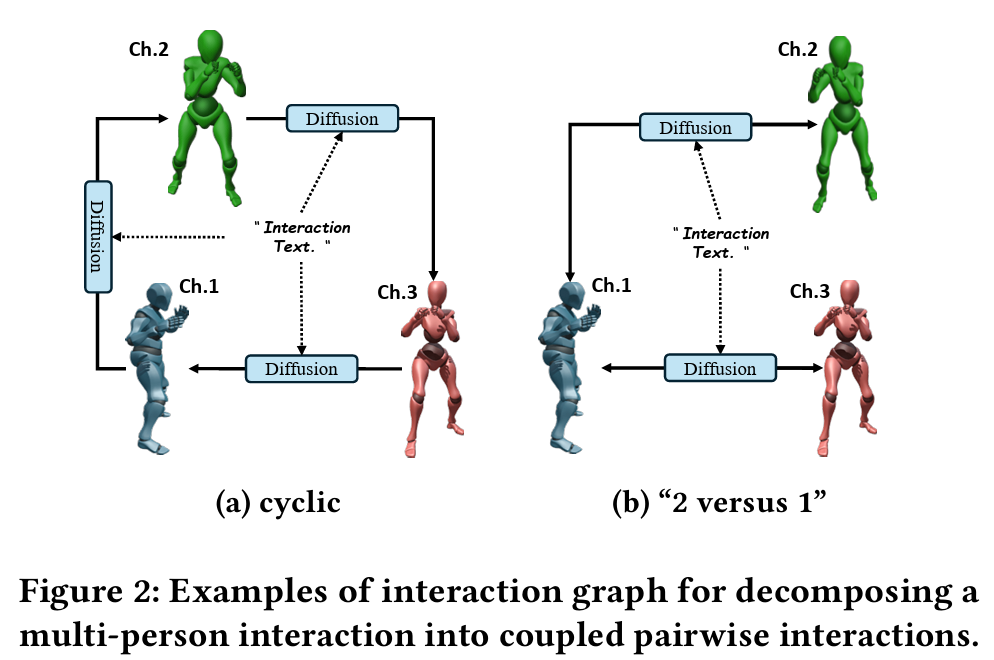 Ch.2
Diffusion
Diffusion
" Interaction
Text. "
Ch.1
Ch.3
Diffusion
(a) cyclic
Ch.2
Diffusion
" Interaction
Text. "
Ch.1
Ch.3
Diffusion
(b) “2 versus 1”
Figure 2: Examples of interaction graph for decomposing a
multi-person interaction into coupled pairwise interactions.